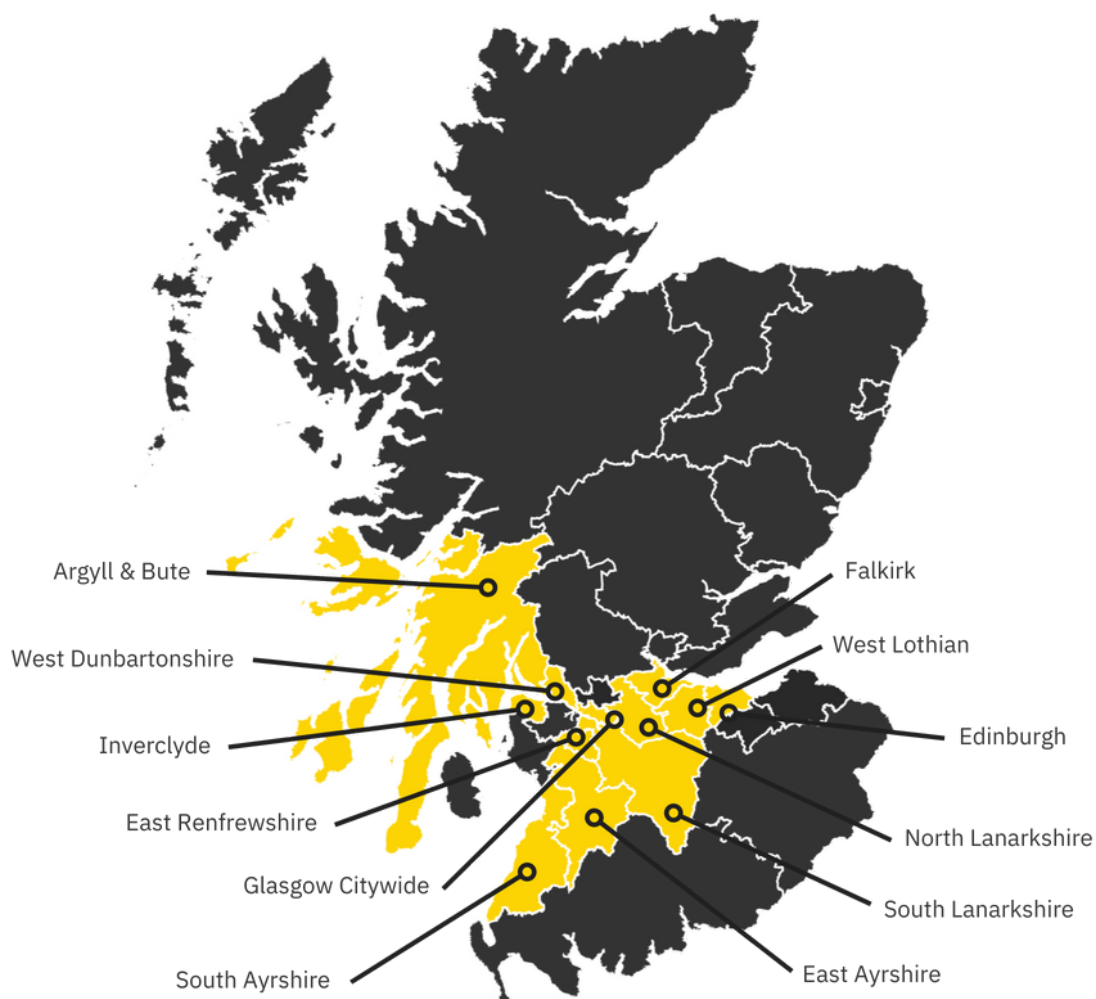 Argyll & Bute
West Dunbartonshire
Inverclyde
East Renfrewshire
Glasgow Citywide
South Ayrshire
Falkirk
West Lothian
Edinburgh
North Lanarkshire
South Lanarkshire
East Ayrshire